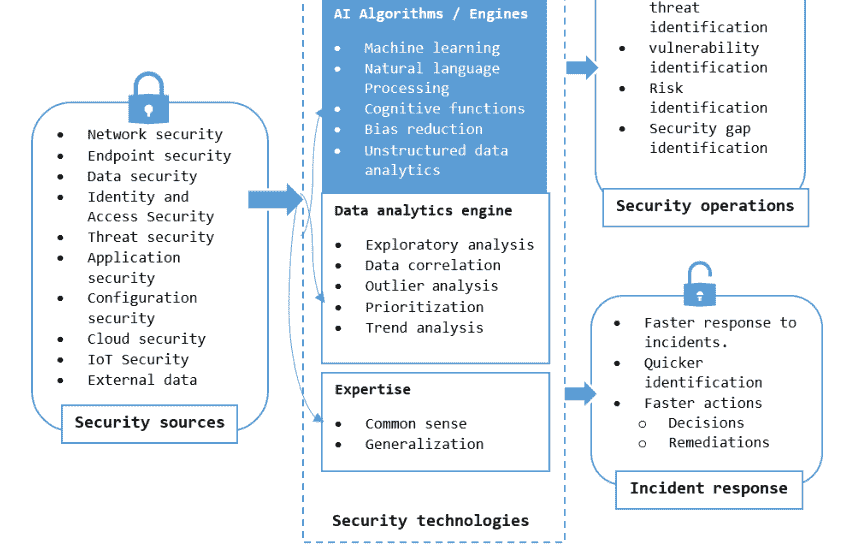 Network security
Endpoint security
Data security
Identity and
Access Security
Threat security
Application
security
Configuration
security
Cloud security
IoT Security
External data
Security sources
AI Algorithms / Engines
Machine learning
Natural language
Processing
Cognitive functions
Bias reduction
Unstructured data
analytics
Data analytics engine
Exploratory analysis
Data correlation
Outlier analysis
Prioritization
Trend analysis
Expertise
Common sense
Generalization
Security technologies
threat
identification
vulnerability
identification
Risk
identification
Security gap
identification
Security operations
Faster response to
incidents.
Quicker
identification
Faster actions
Decisions
Remediations
Incident response